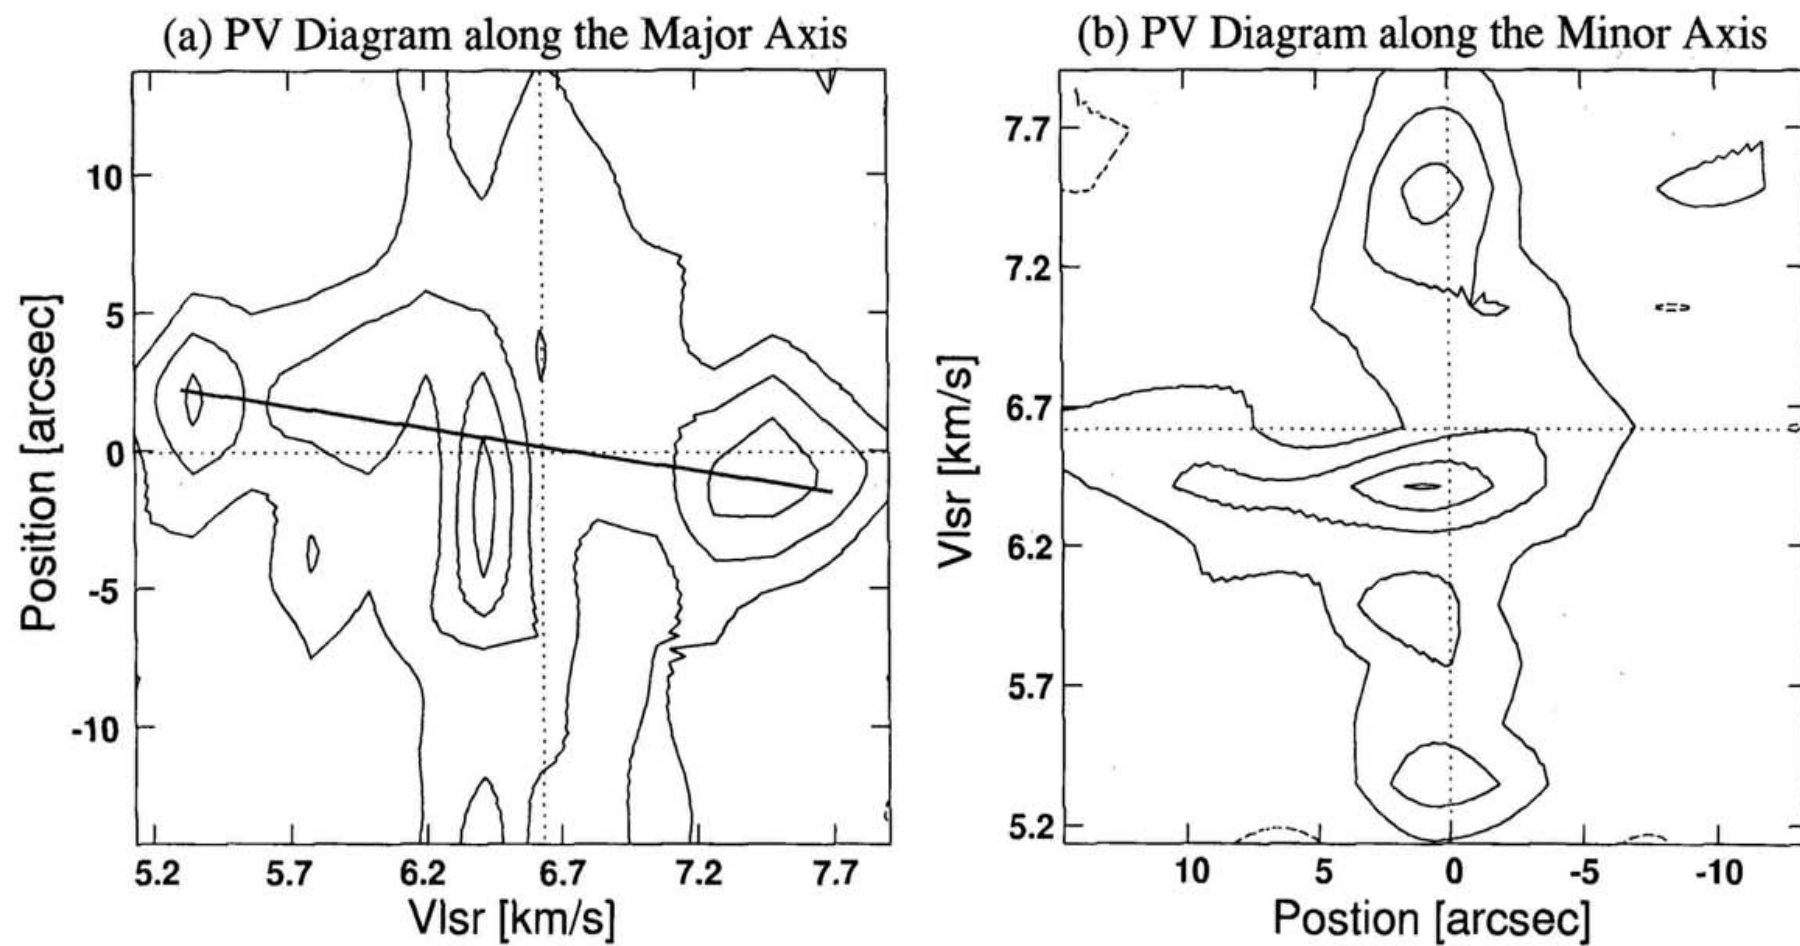 (a) PV Diagram along the Major Axis
10
5
0
-5
-10
Position [arcsec]
5.2 5.7 6.2 6.7 7.2 7.7
Vlsr [km/s]
(b) PV Diagram along the Minor Axis
7.7
7.2
6.7
6.2
5.7
5.2
Vlsr [km/s]
10 5 0 -5 -10
Postion [arcsec]